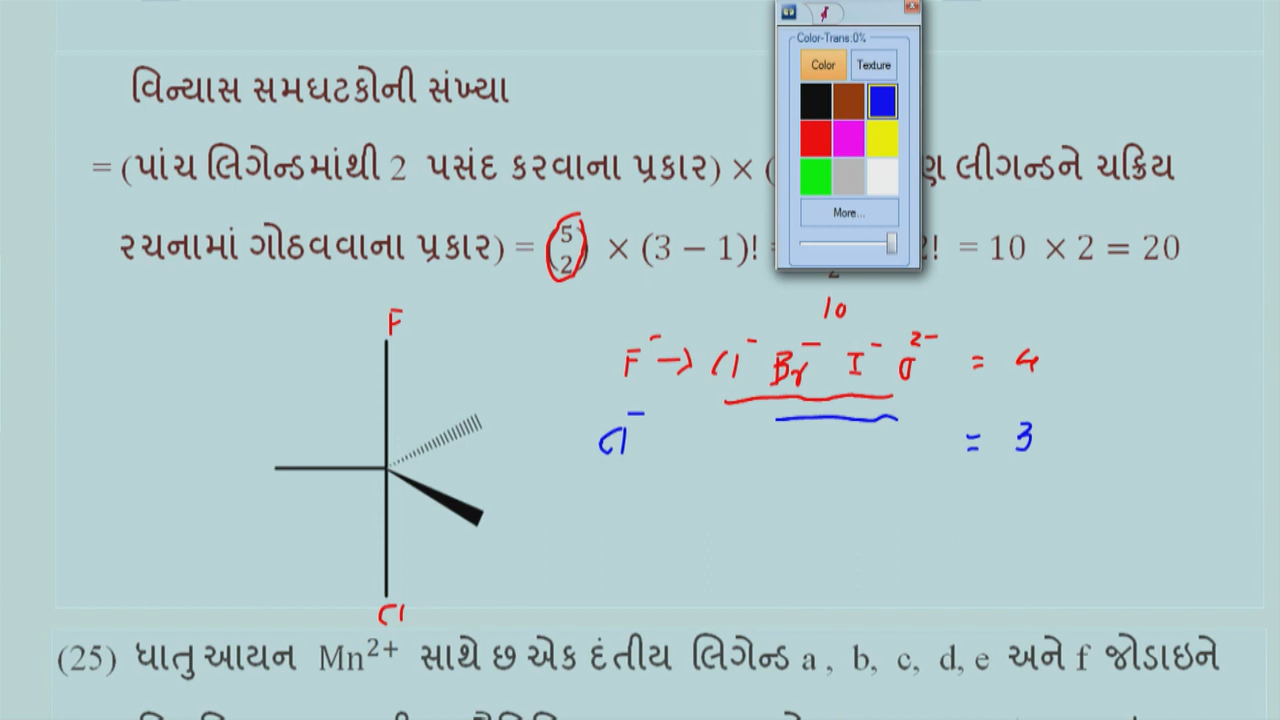 Color-Trans.0%
Color Texture
More...
વિન્યાસ સમઘટકોની સંખ્યા
= (પાંચ લિગેન્ડમાંથી 2 પસંદ કરવાના પ્રકાર) × ( લીગન્ડને ચક્રિય
રચનામાં ગોઠવવાના પ્રકાર) = (5 2) × (3 − 1)! = 2! = 10 × 2 = 20
2
10
F
F⁻ → Cl⁻ Br⁻ I⁻ O²⁻ = 4
Cl⁻ = 3
Cl
(25) ધાતુ આયન Mn²⁺ સાથે છ એક દંતીય લિગેન્ડ a , b, c, d, e અને f જોડાઇને